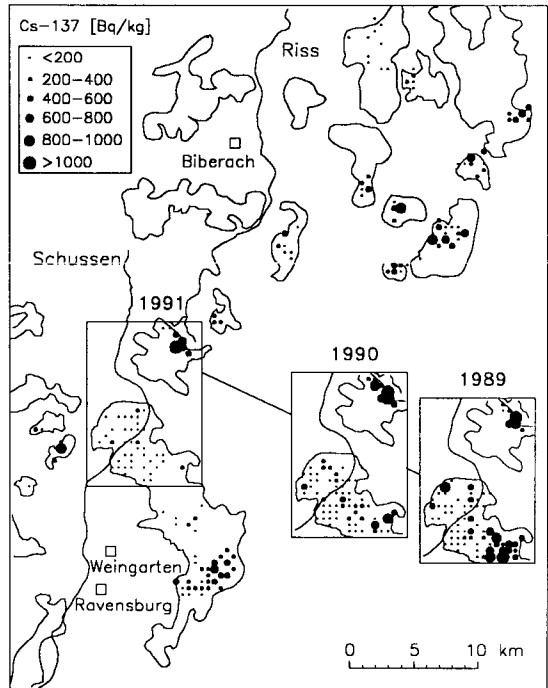 Cs-137 [Bq/kg]
<200
200-400
400-600
600-800
800-1000
>1000
Riss
Biberach
Schussen
1991
1990
1989
Weingarten
Ravensburg
0 5 10 km